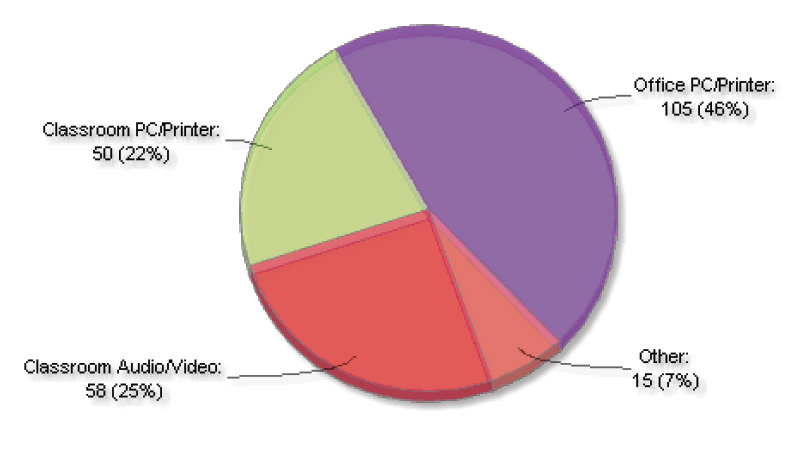 Office PC/Printer:
105 (46%)
Classroom PC/Printer:
50 (22%)
Classroom Audio/Video:
58 (25%)
Other:
15 (7%)